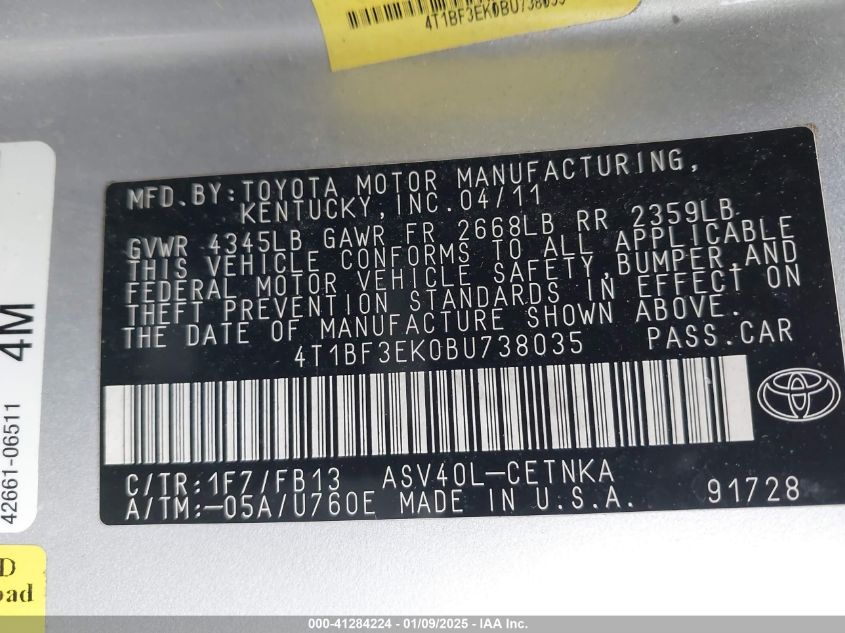 4T1BF3EK0BU738035
MFD.BY:TOYOTA MOTOR MANUFACTURING,
KENTUCKY,INC.04/11
GVWR 4345LB GAWR FR 2668LB RR 2359LB
THIS VEHICLE CONFORMS TO ALL APPLICABLE
FEDERAL MOTOR VEHICLE SAFETY,BUMPER,AND
THEFT PREVENTION STANDARDS IN EFFECT ON
THE DATE OF MANUFACTURE SHOWN ABOVE.
4T1BF3EK0BU738035 PASS.CAR
C/TR:1F7/FB13 ASV40L-CETNKA
A/TM:-05A/U760E MADE IN U.S.A. 91728
4M
42661-06511
D
oad
000-41284224 - 01/09/2025 - IAA Inc.